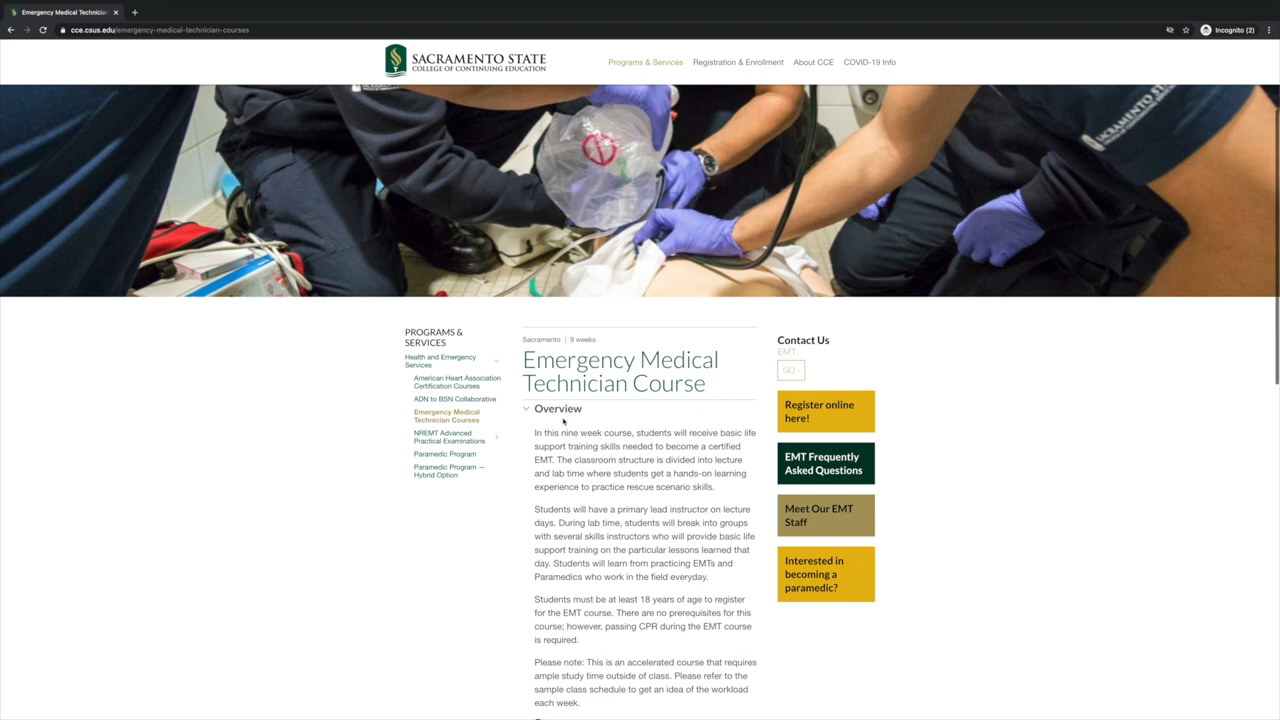 Emergency Medical Technician
cce.csus.edu/emergency-medical-technician-courses
Incognito (2)
SACRAMENTO STATE
COLLEGE OF CONTINUING EDUCATION
Programs & Services
Registration & Enrollment
About CCE
COVID-19 Info
SACRAMENTO
PROGRAMS &
SERVICES
Health and Emergency
Services
American Heart Association
Certification Courses
ADN to BSN Collaborative
Emergency Medical
Technician Courses
NREMT Advanced
Practical Examinations
Paramedic Program
Paramedic Program —
Hybrid Option
Sacramento | 9 weeks
Emergency Medical
Technician Course
Overview
In this nine week course, students will receive basic life
support training skills needed to become a certified
EMT. The classroom structure is divided into lecture
and lab time where students get a hands-on learning
experience to practice rescue scenario skills.
Students will have a primary lead instructor on lecture
days. During lab time, students will break into groups
with several skills instructors who will provide basic life
support training on the particular lessons learned that
day. Students will learn from practicing EMTs and
Paramedics who work in the field everyday.
Students must be at least 18 years of age to register
for the EMT course. There are no prerequisites for this
course; however, passing CPR during the EMT course
is required.
Please note: This is an accelerated course that requires
ample study time outside of class. Please refer to the
sample class schedule to get an idea of the workload
each week.
Contact Us
EMT
GO ›
Register online
here!
EMT Frequently
Asked Questions
Meet Our EMT
Staff
Interested in
becoming a
paramedic?